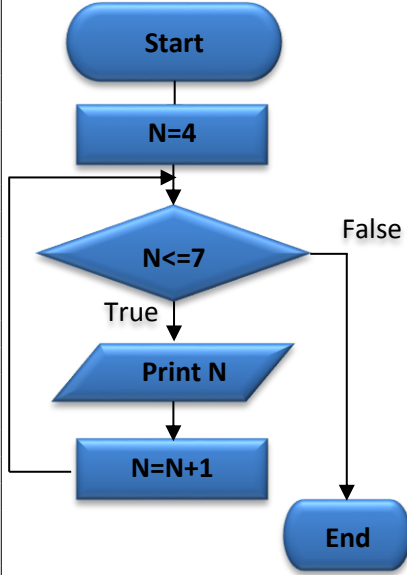 Start
N=4
N<=7
False
True
Print N
N=N+1
End